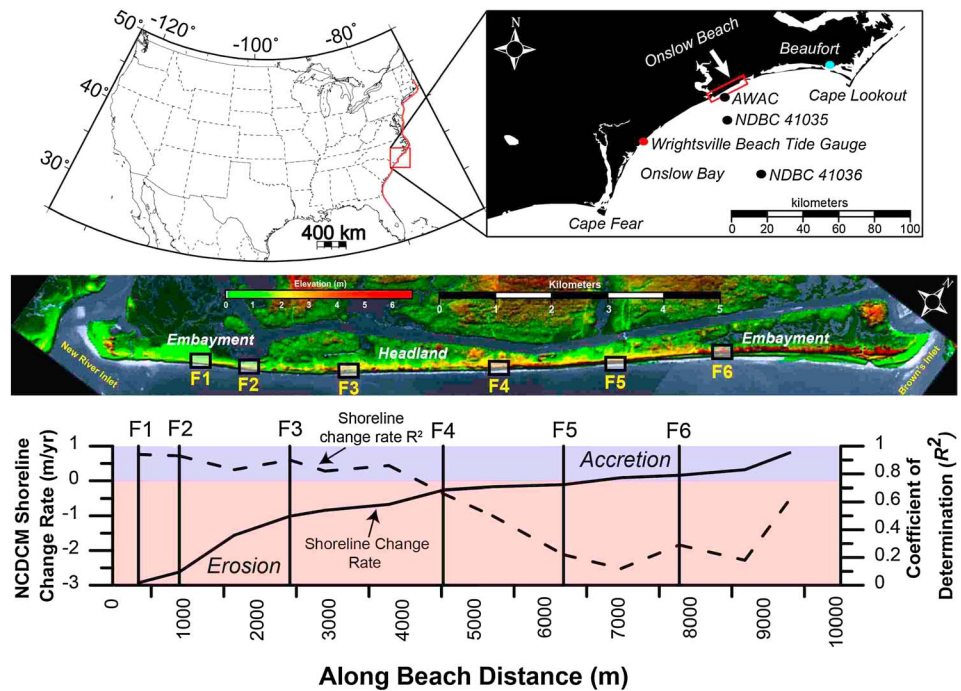 50°
-120°
-100°
-80°
40°
30°
400 km
N
Onslow Beach
Beaufort
Cape Lookout
AWAC
NDBC 41035
Wrightsville Beach Tide Gauge
Onslow Bay
NDBC 41036
Cape Fear
kilometers
0 20 40 60 80 100
Elevation (m)
0 1 2 3 4 5 6
Kilometers
0 1 2 3 4 5
N
New River Inlet
Embayment
Headland
Embayment
Brown's Inlet
F1
F2
F3
F4
F5
F6
F1 F2 F3 F4 F5 F6
Shoreline
change rate R²
Accretion
Erosion
Shoreline Change
Rate
NCDCM Shoreline
Change Rate (m/yr)
1
0
-1
-2
-3
1
0.8
0.6
0.4
0.2
0
Coefficient of
Determination (R²)
0
1000
2000
3000
4000
5000
6000
7000
8000
9000
10000
Along Beach Distance (m)